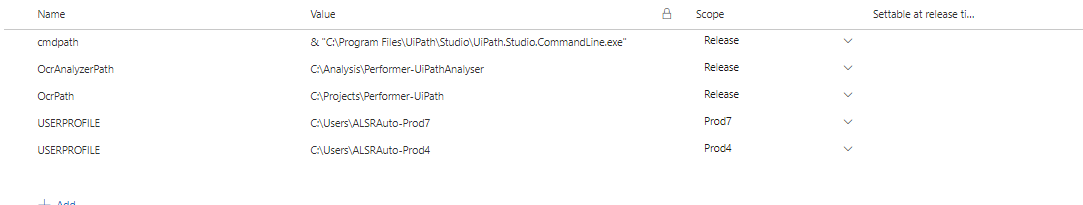 Name Value Scope Settable at release ti...
cmdpath & "C:\Program Files\UiPath\Studio\UiPath.Studio.CommandLine.exe" Release
OcrAnalyzerPath C:\Analysis\Performer-UiPathAnalyser Release
OcrPath C:\Projects\Performer-UiPath Release
USERPROFILE C:\Users\ALSRAuto-Prod7 Prod7
USERPROFILE C:\Users\ALSRAuto-Prod4 Prod4
Add